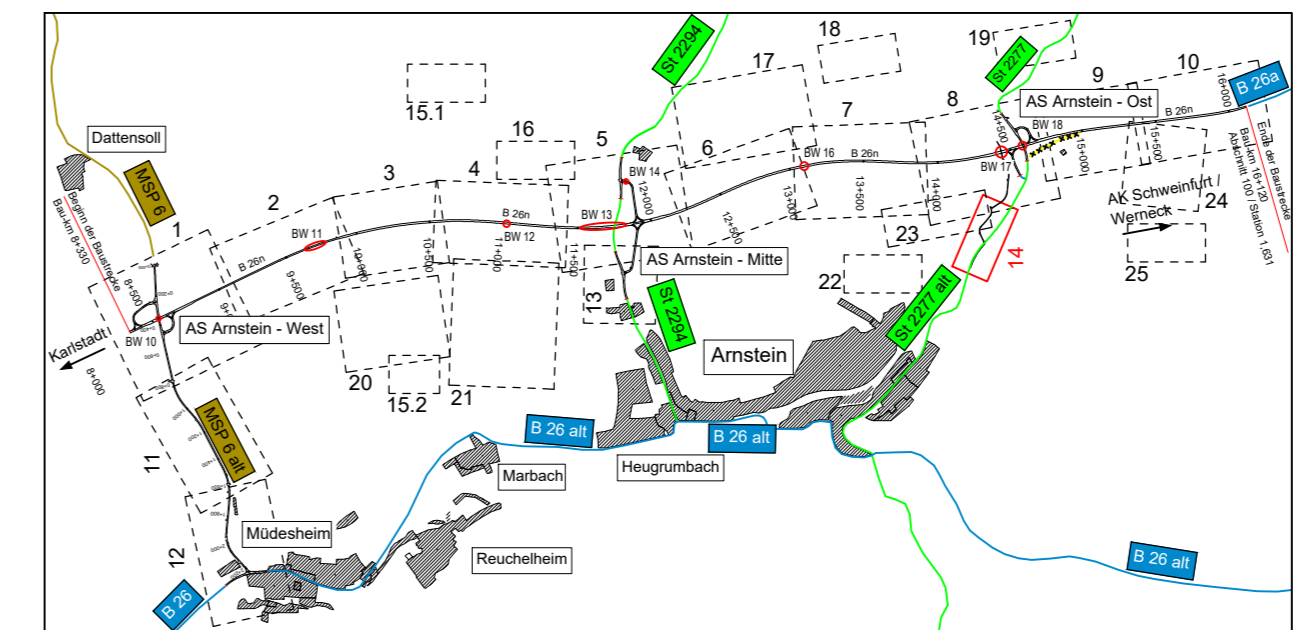 18
St 2294
19
St 2277
17
10
9
16+000
B 26a
15.1
AS Arnstein - Ost
7
8
14+500
BW 18
B 26n
Dattensoll
16
5
6
MSP 6
3
4
BW 14
BW 16
B 26n
BW 17
15+000
15+500
Ende der Baustrecke
Bau-km 16+120
Abschnitt 100 / Station 1,631
2
12+000
13+000
13+500
14+000
AK Schweinfurt /
Werneck
24
Beginn der Baustrecke
Bau-km 8+330
1
BW 11
B 26n
BW 12
BW 13
12+500
23
B 26n
10+500
11+000
11+500
AS Arnstein - Mitte
14
25
8+500
9+500
22
13
St 2277 alt
AS Arnstein - West
BW 10
St 2294
Karlstadt
8+000
Arnstein
20
15.2
21
MSP 6 alt
11
B 26 alt
B 26 alt
Heugrumbach
Marbach
Müdesheim
Reuchelheim
12
B 26
B 26 alt